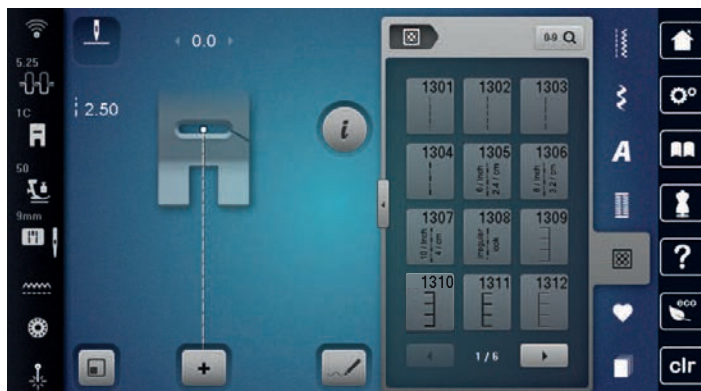 0.0
0-9
5.25
2.50
1C
50
9mm
i
1301 1302 1303
1304 1305 1306
6 / inch
2.4 / cm
8 / inch
3.2 / cm
1307 1308 1309
10 / inch
4 / cm
irregular
look
1310 1311 1312
1 / 6
A
?
eco
clr